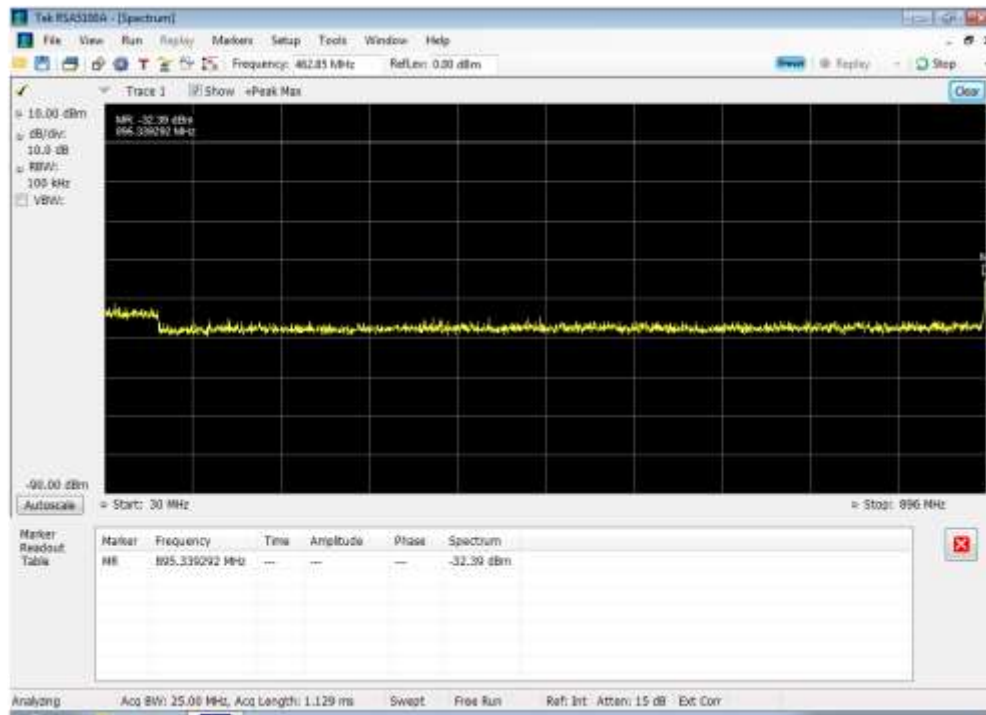 Tek RSA5100A - [Spectrum]
File View Run Replay Markers Setup Tools Window Help
T Frequency: 462.85 MHz RefLev: 0.00 dBm Preset Replay Stop
Trace 1 Show +Peak Max Clear
10.00 dBm
dB/div:
10.0 dB
RBW:
100 kHz
VBW:
MR: -32.39 dBm
895.339292 MHz
-90.00 dBm
Autoscale Start: 30 MHz Stop: 896 MHz
Marker
Readout
Table
Marker Frequency Time Amplitude Phase Spectrum
MR 895.339292 MHz --- --- --- -32.39 dBm
Analyzing Acq BW: 25.00 MHz, Acq Length: 1.129 ms Swept Free Run Ref: Int Atten: 15 dB Ext Corr